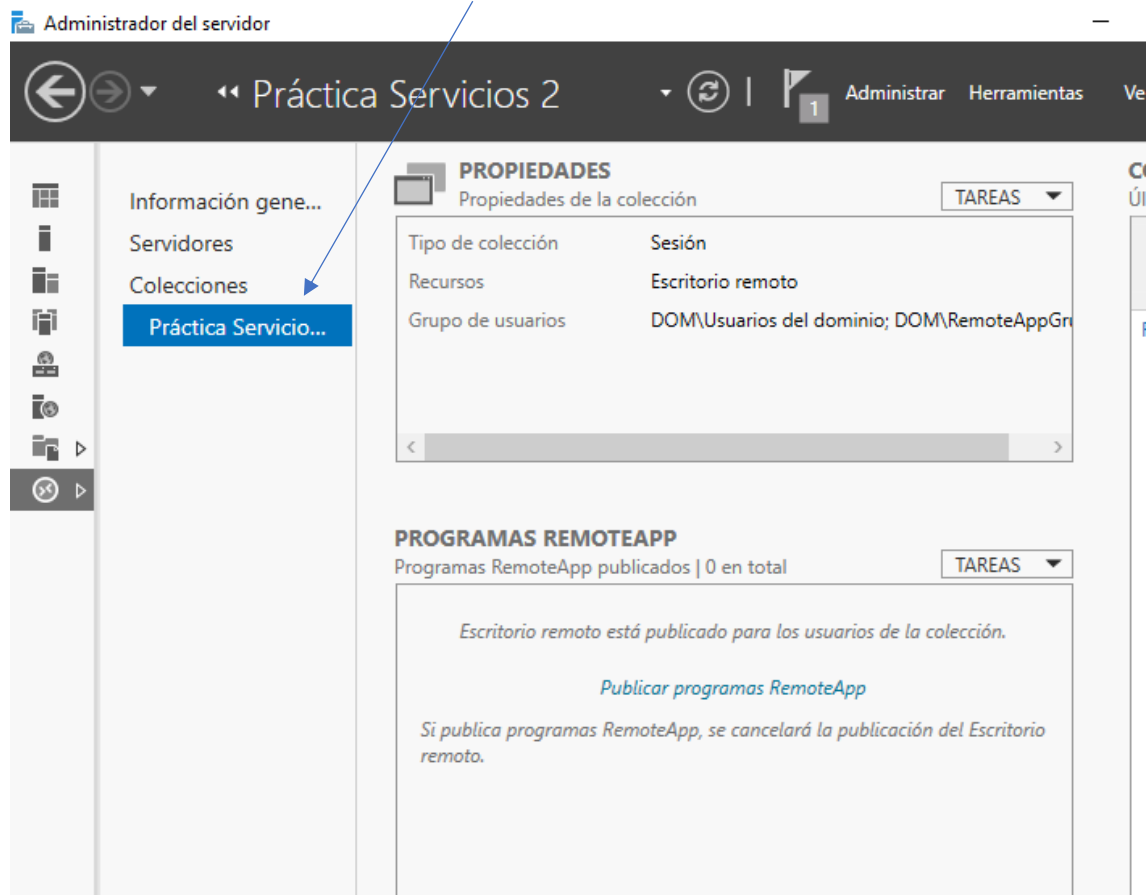 Administrador del servidor
Práctica Servicios 2
1
Administrar Herramientas
Información gene...
Servidores
Colecciones
Práctica Servicio...
PROPIEDADES
Propiedades de la colección
TAREAS
Tipo de colección Sesión
Recursos Escritorio remoto
Grupo de usuarios DOM\Usuarios del dominio; DOM\RemoteAppGru
PROGRAMAS REMOTEAPP
Programas RemoteApp publicados | 0 en total
TAREAS
Escritorio remoto está publicado para los usuarios de la colección.
Publicar programas RemoteApp
Si publica programas RemoteApp, se cancelará la publicación del Escritorio
remoto.